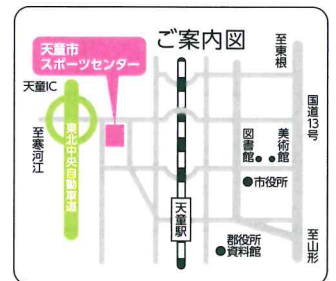 ご案内図
天童市
スポーツセンター
天童IC
至寒河江
東北中央自動車道
天童駅
至東根
国道13号
図書館
美術館
市役所
郡役所
資料館
至山形